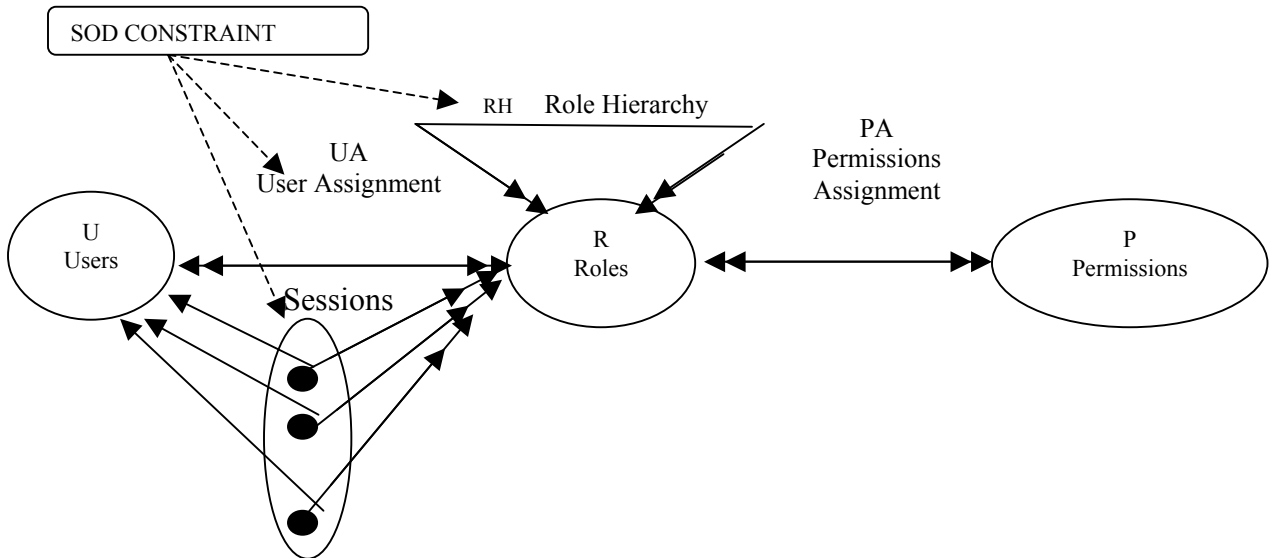 SOD CONSTRAINT
RH Role Hierarchy
UA
User Assignment
PA
Permissions
Assignment
U
Users
R
Roles
P
Permissions
Sessions